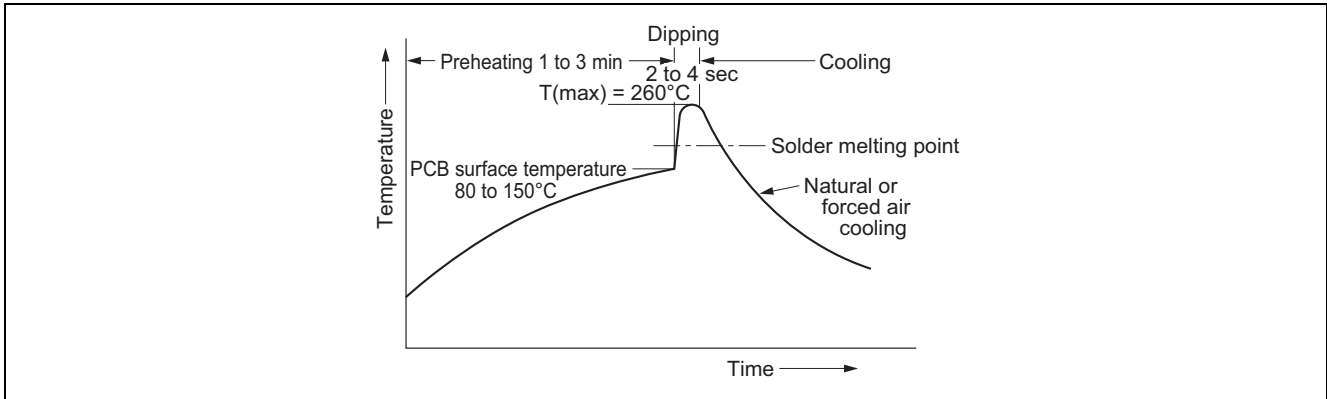 Dipping
Preheating 1 to 3 min
Cooling
2 to 4 sec
T(max) = 260°C
Solder melting point
PCB surface temperature
80 to 150°C
Natural or
forced air
cooling
Temperature
Time